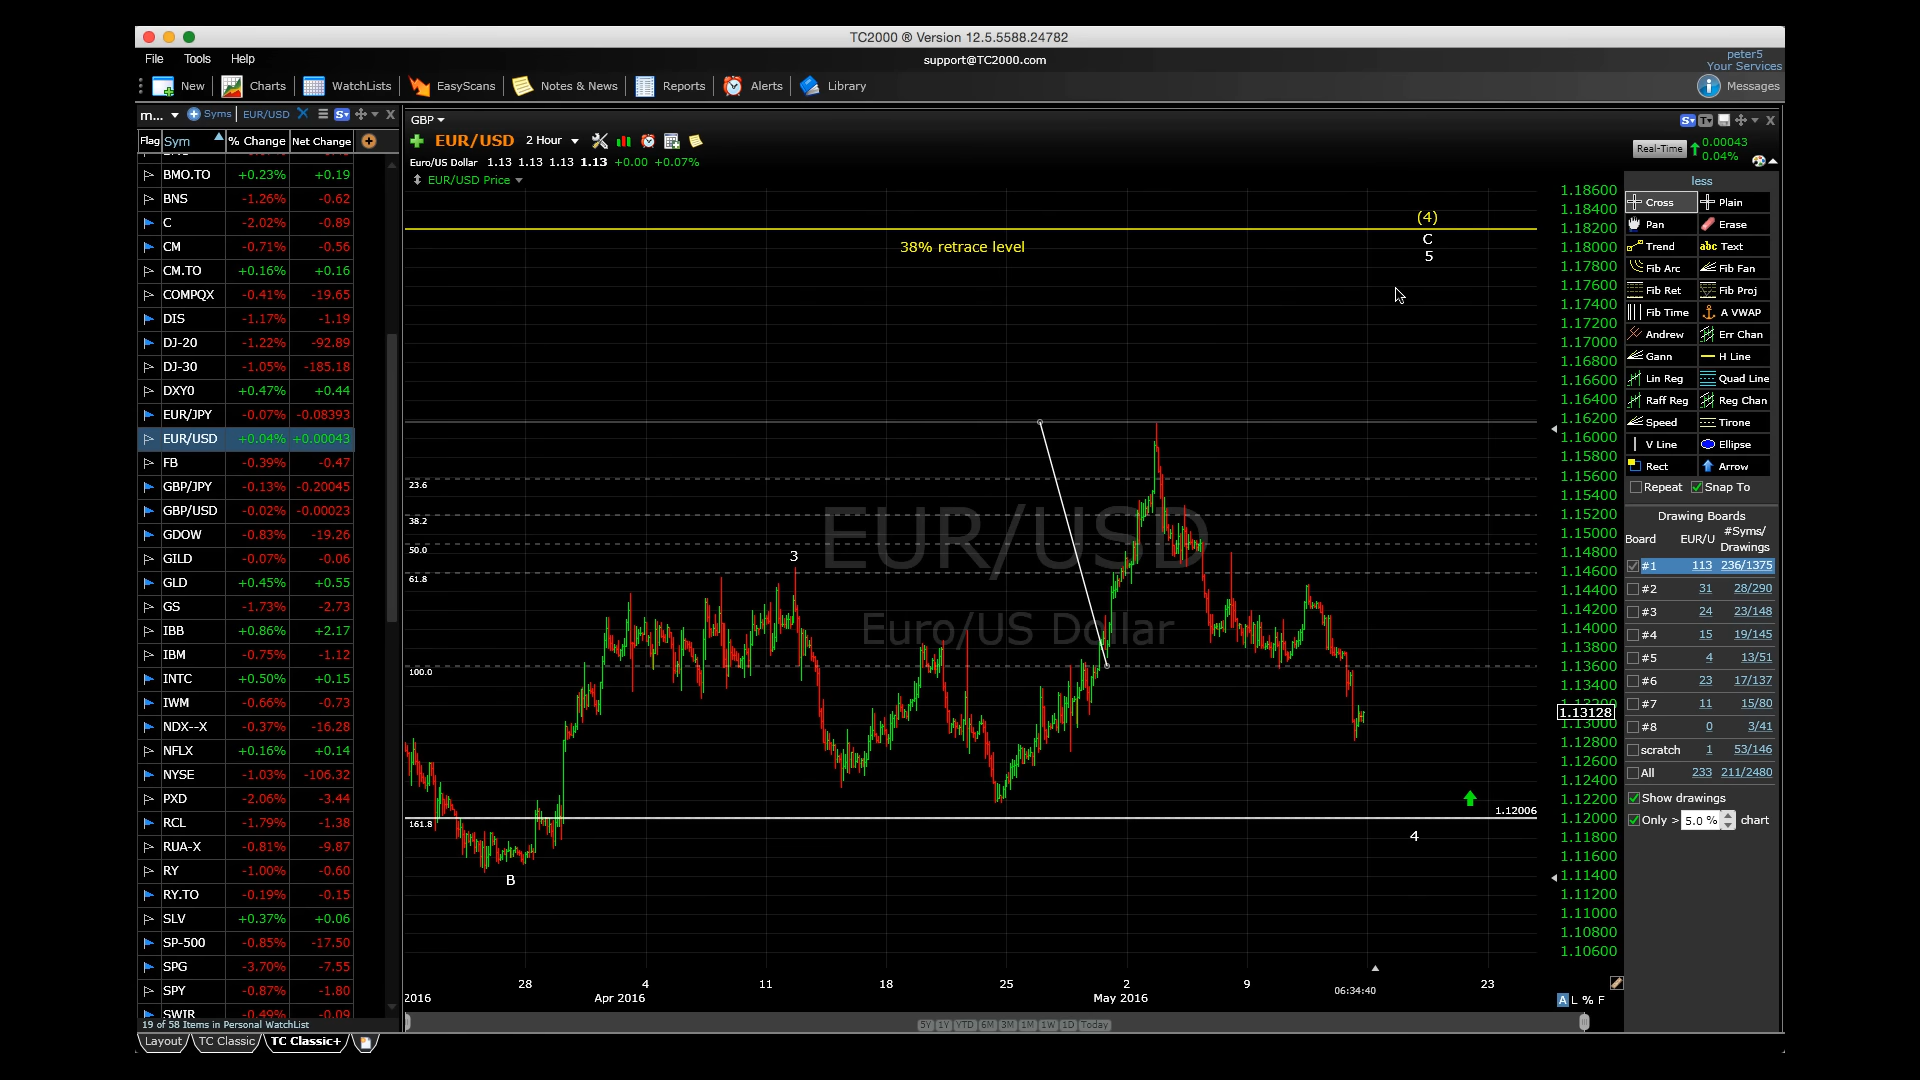 TC2000 ® Version 12.5.5588.24782
File Tools Help
support@TC2000.com
peter5
Your Services
New Charts WatchLists EasyScans Notes & News Reports Alerts Library
Messages
m... Syms EUR/USD
Flag Sym % Change Net Change
BMO.TO +0.23% +0.19
BNS -1.26% -0.62
C -2.02% -0.89
CM -0.71% -0.56
CM.TO +0.16% +0.16
COMPQX -0.41% -19.65
DIS -1.17% -1.19
DJ-20 -1.22% -92.89
DJ-30 -1.05% -185.18
DXY0 +0.47% +0.44
EUR/JPY -0.07% -0.08393
EUR/USD +0.04% +0.00043
FB -0.39% -0.47
GBP/JPY -0.13% -0.20045
GBP/USD -0.02% -0.00023
GDOW -0.83% -19.26
GILD -0.07% -0.06
GLD +0.45% +0.55
GS -1.73% -2.73
IBB +0.86% +2.17
IBM -0.75% -1.12
INTC +0.50% +0.15
IWM -0.66% -0.73
NDX--X -0.37% -16.28
NFLX +0.16% +0.14
NYSE -1.03% -106.32
PXD -2.06% -3.44
RCL -1.79% -1.38
RUA-X -0.81% -9.87
RY -1.00% -0.60
RY.TO -0.19% -0.15
SLV +0.37% +0.06
SP-500 -0.85% -17.50
SPG -3.70% -7.55
SPY -0.87% -1.80
SWIR -0.49% -0.09
19 of 58 Items in Personal WatchList
Layout TC Classic TC Classic+
GBP
EUR/USD 2 Hour
Euro/US Dollar 1.13 1.13 1.13 1.13 +0.00 +0.07%
EUR/USD Price
Real-Time 0.00043
0.04%
38% retrace level
(4)
C
5
23.6
38.2
50.0
61.8
100.0
161.8
EUR/USD
Euro/US Dollar
3
B
4
1.12006
1.18600
1.18400
1.18200
1.18000
1.17800
1.17600
1.17400
1.17200
1.17000
1.16800
1.16600
1.16400
1.16200
1.16000
1.15800
1.15600
1.15400
1.15200
1.15000
1.14800
1.14600
1.14400
1.14200
1.14000
1.13800
1.13600
1.13400
1.13128
1.13000
1.12800
1.12600
1.12400
1.12200
1.12000
1.11800
1.11600
1.11400
1.11200
1.11000
1.10800
1.10600
28 4 11 18 25 2 9 23
2016 Apr 2016 May 2016 06:34:40
A L % F
5Y 1Y YTD 6M 3M 1M 1W 1D Today
less
Cross Plain
Pan Erase
Trend abc Text
Fib Arc Fib Fan
Fib Ret Fib Proj
Fib Time A VWAP
Andrew Err Chan
Gann H Line
Lin Reg Quad Line
Raff Reg Reg Chan
Speed Tirone
V Line Ellipse
Rect Arrow
Repeat Snap To
Drawing Boards
Board EUR/U #Syms/
Drawings
#1 113 236/1375
#2 31 28/290
#3 24 23/148
#4 15 19/145
#5 4 13/51
#6 23 17/137
#7 11 15/80
#8 0 3/41
scratch 1 53/146
All 233 211/2480
Show drawings
Only > 5.0 % chart